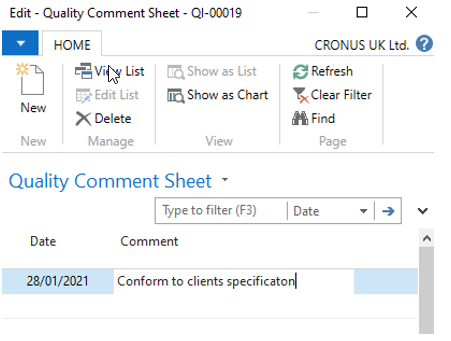 Edit - Quality Comment Sheet - QI-00019
HOME
CRONUS UK Ltd.
New
View List
Edit List
Delete
Show as List
Show as Chart
Refresh
Clear Filter
Find
New
Manage
View
Page
Quality Comment Sheet
Type to filter (F3)
Date
Date
Comment
28/01/2021
Conform to clients specificaton